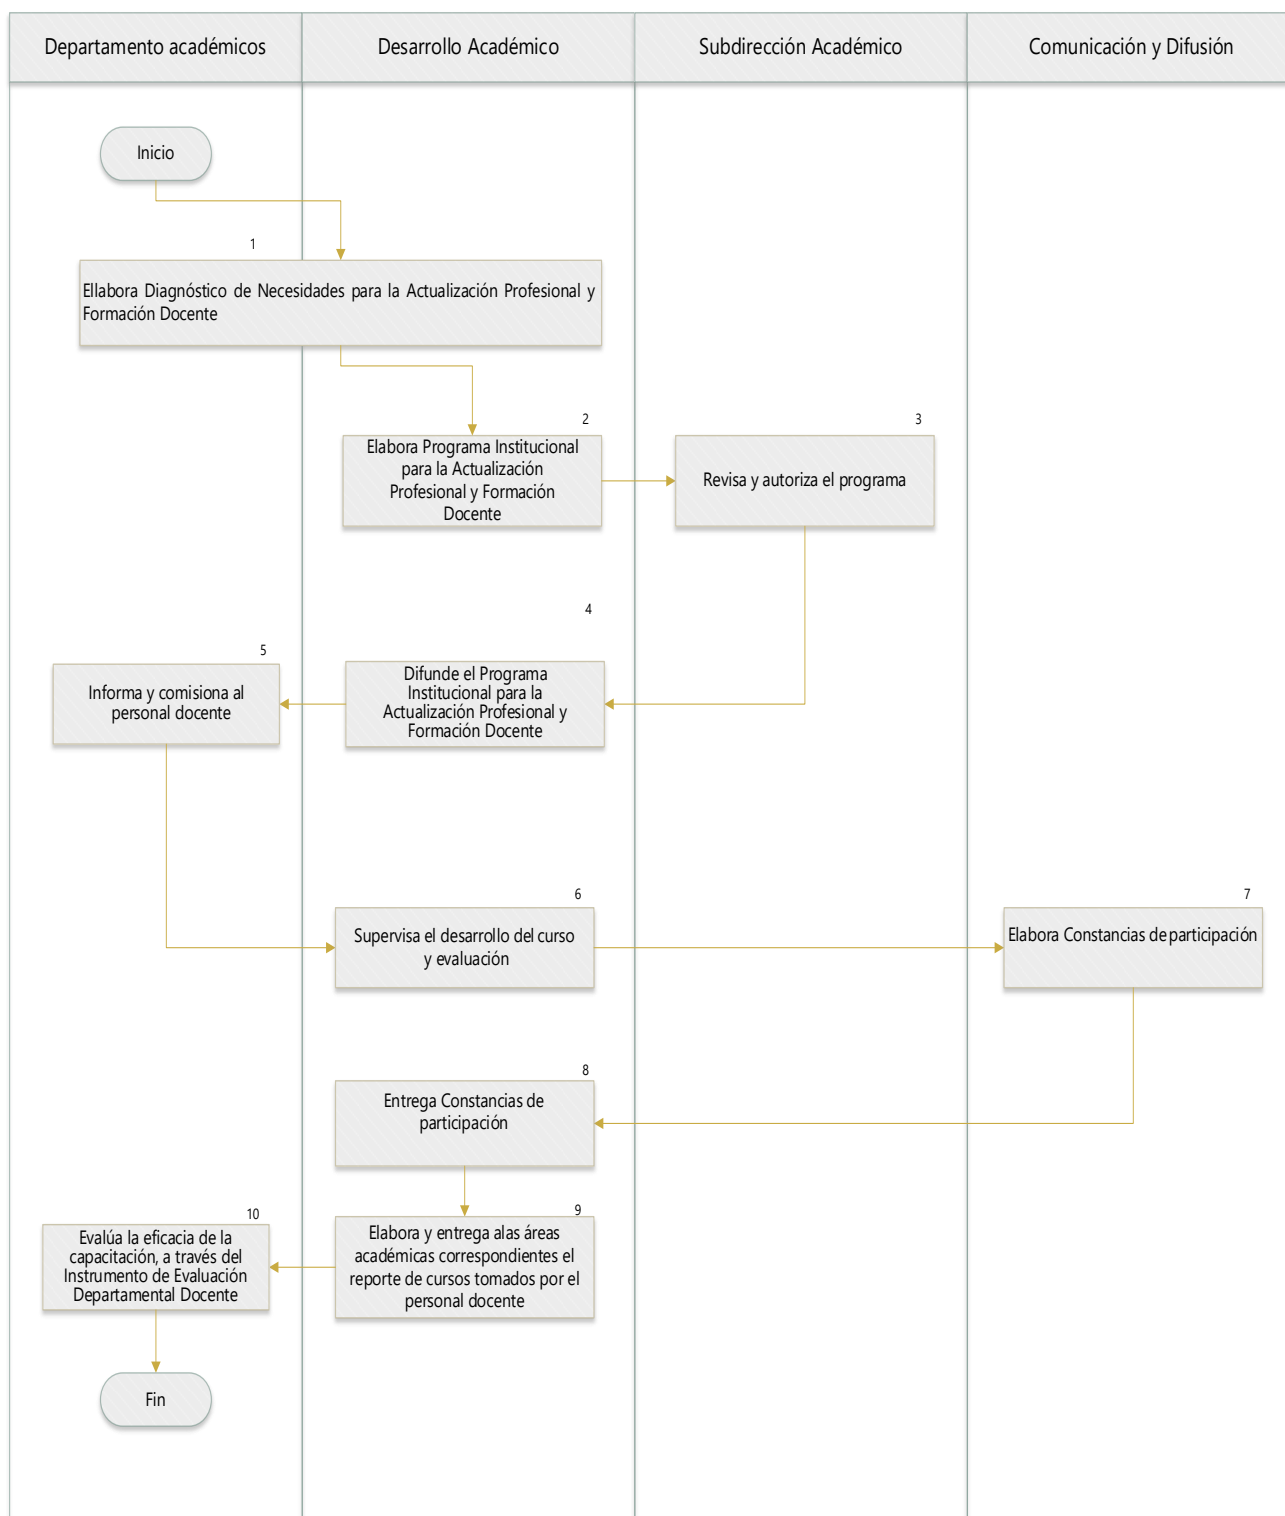 Departamento académicos
Desarrollo Académico
Subdirección Académico
Comunicación y Difusión
Inicio
1
Ellabora Diagnóstico de Necesidades para la Actualización Profesional y
Formación Docente
2
Elabora Programa Institucional
para la Actualización
Profesional y Formación
Docente
3
Revisa y autoriza el programa
4
Difunde el Programa
Institucional para la
Actualización Profesional y
Formación Docente
5
Informa y comisiona al
personal docente
6
Supervisa el desarrollo del curso
y evaluación
7
Elabora Constancias de participación
8
Entrega Constancias de
participación
9
Elabora y entrega alas áreas
académicas correspondientes el
reporte de cursos tomados por el
personal docente
10
Evalúa la eficacia de la
capacitación, a través del
Instrumento de Evaluación
Departamental Docente
Fin